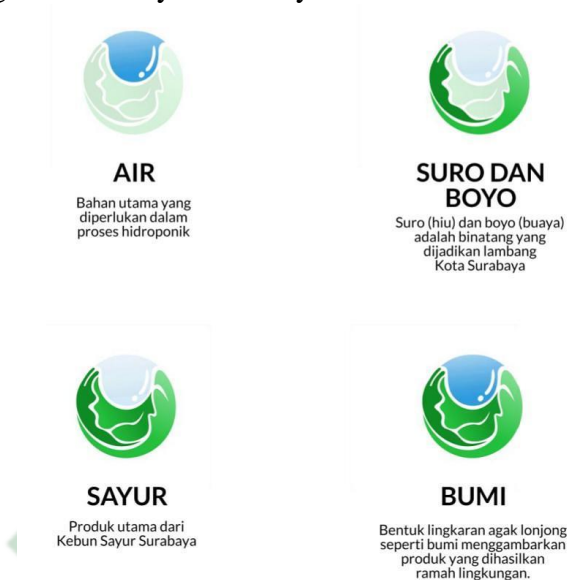 AIR
Bahan utama yang
diperlukan dalam
proses hidroponik
SURO DAN
BOYO
Suro (hiu) dan boyo (buaya)
adalah binatang yang
dijadikan lambang
Kota Surabaya
SAYUR
Produk utama dari
Kebun Sayur Surabaya
BUMI
Bentuk lingkaran agak lonjong
seperti bumi menggambarkan
produk yang dihasilkan
ramah lingkungan.